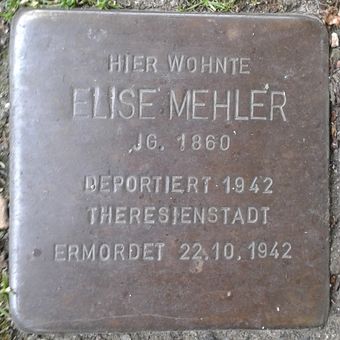 HIER WOHNTE
ELISE MEHLER
JG. 1860
DEPORTIERT 1942
THERESIENSTADT
ERMORDET 22.10.1942